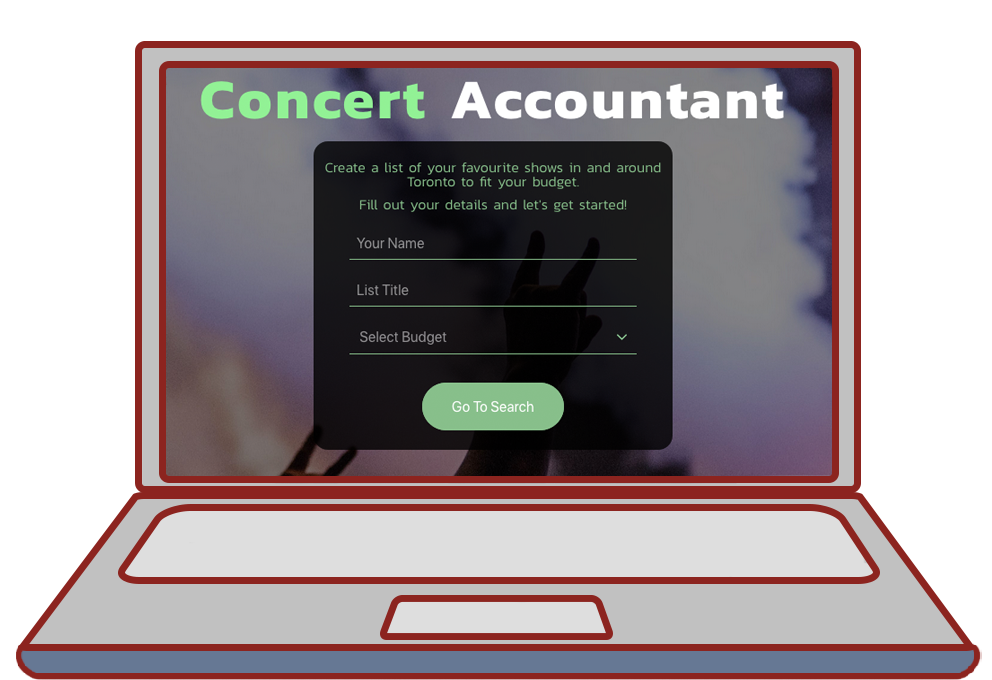 Concert Accountant
Create a list of your favourite shows in and around
Toronto to fit your budget.
Fill out your details and let's get started!
Your Name
List Title
Select Budget
Go To Search